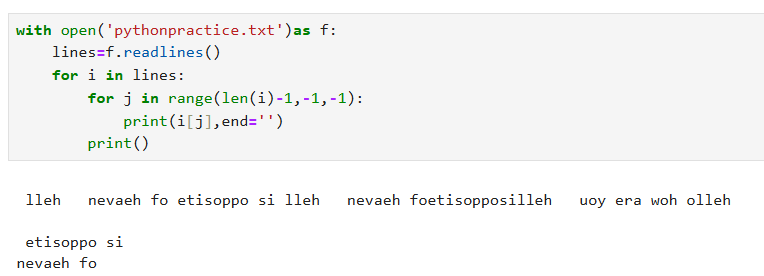 with open('pythonpractice.txt')as f:
    lines=f.readlines()
    for i in lines:
        for j in range(len(i)-1,-1,-1):
            print(i[j],end='')
        print()
 lleh   nevaeh fo etisoppo si lleh   nevaeh foetisopposilleh   uoy era woh olleh
 etisoppo si
nevaeh fo